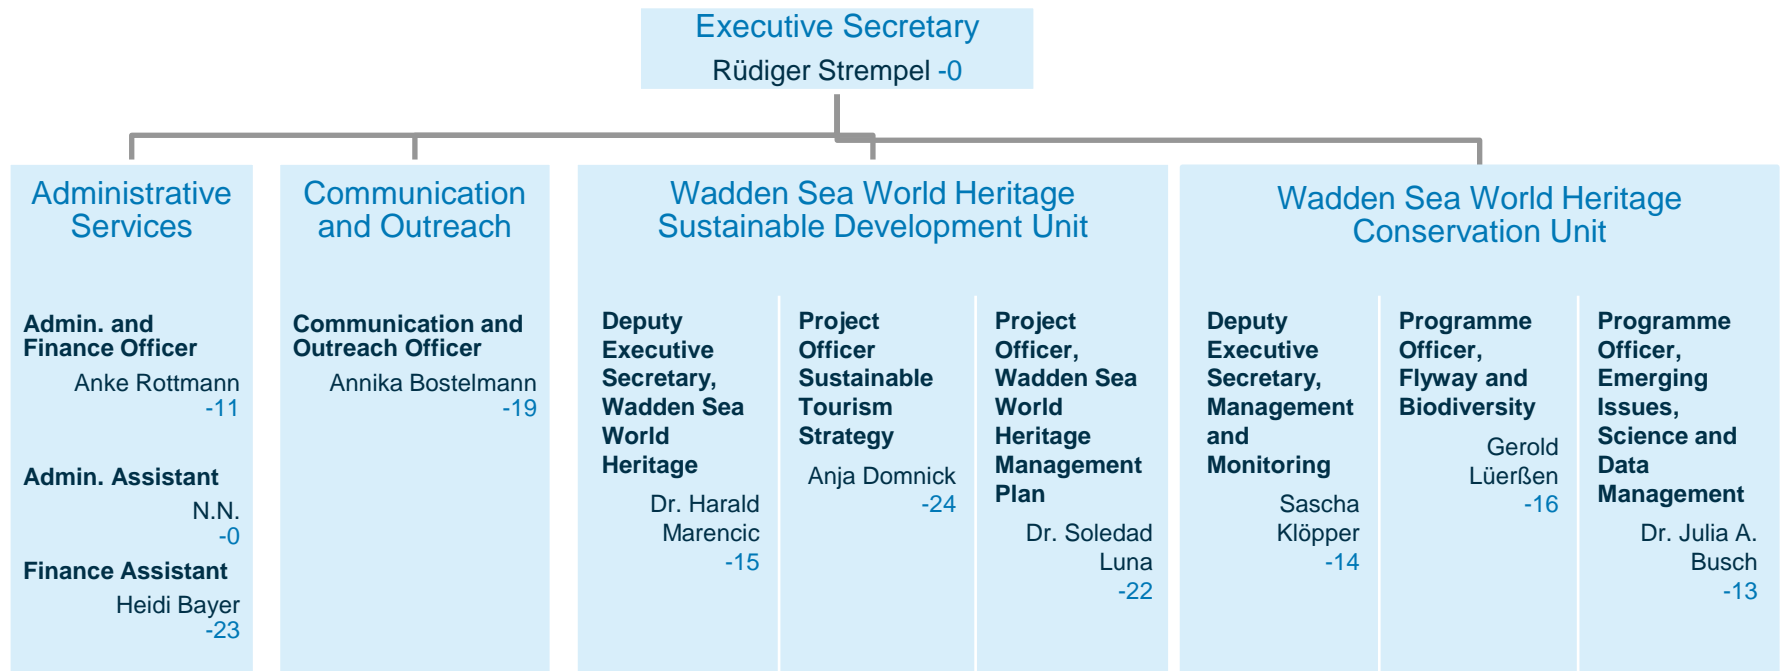 Executive Secretary
Rüdiger Strempel -0
Administrative
Services
Admin. and
Finance Officer
Anke Rottmann
-11
Admin. Assistant
N.N.
-0
Finance Assistant
Heidi Bayer
-23
Communication
and Outreach
Communication and
Outreach Officer
Annika Bostelmann
-19
Wadden Sea World Heritage
Sustainable Development Unit
Deputy
Executive
Secretary,
Wadden Sea
World
Heritage
Dr. Harald
Marencic
-15
Project
Officer
Sustainable
Tourism
Strategy
Anja Domnick
-24
Project
Officer,
Wadden Sea
World
Heritage
Management
Plan
Dr. Soledad
Luna
-22
Wadden Sea World Heritage
Conservation Unit
Deputy
Executive
Secretary,
Management
and
Monitoring
Sascha
Klöpper
-14
Programme
Officer,
Flyway and
Biodiversity
Gerold
Lüerßen
-16
Programme
Officer,
Emerging
Issues,
Science and
Data
Management
Dr. Julia A.
Busch
-13